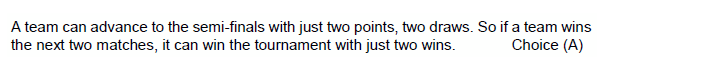 A team can advance to the semi-finals with just two points, two draws. So if a team wins
the next two matches, it can win the tournament with just two wins. Choice (A)